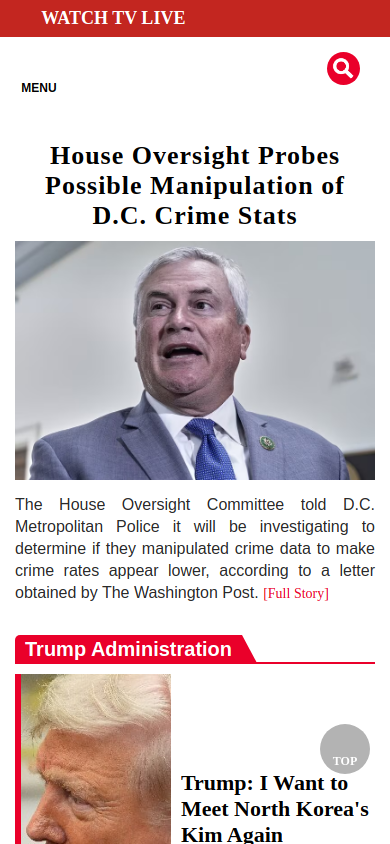 WATCH TV LIVE
MENU
House Oversight Probes
Possible Manipulation of
D.C. Crime Stats
The House Oversight Committee told D.C.
Metropolitan Police it will be investigating to
determine if they manipulated crime data to make
crime rates appear lower, according to a letter
obtained by The Washington Post. [Full Story]
Trump Administration
TOP
Trump: I Want to
Meet North Korea's
Kim Again